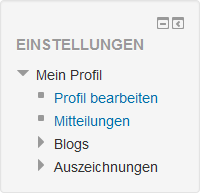 EINSTELLUNGEN
Mein Profil
Profil bearbeiten
Mitteilungen
Blogs
Auszeichnungen